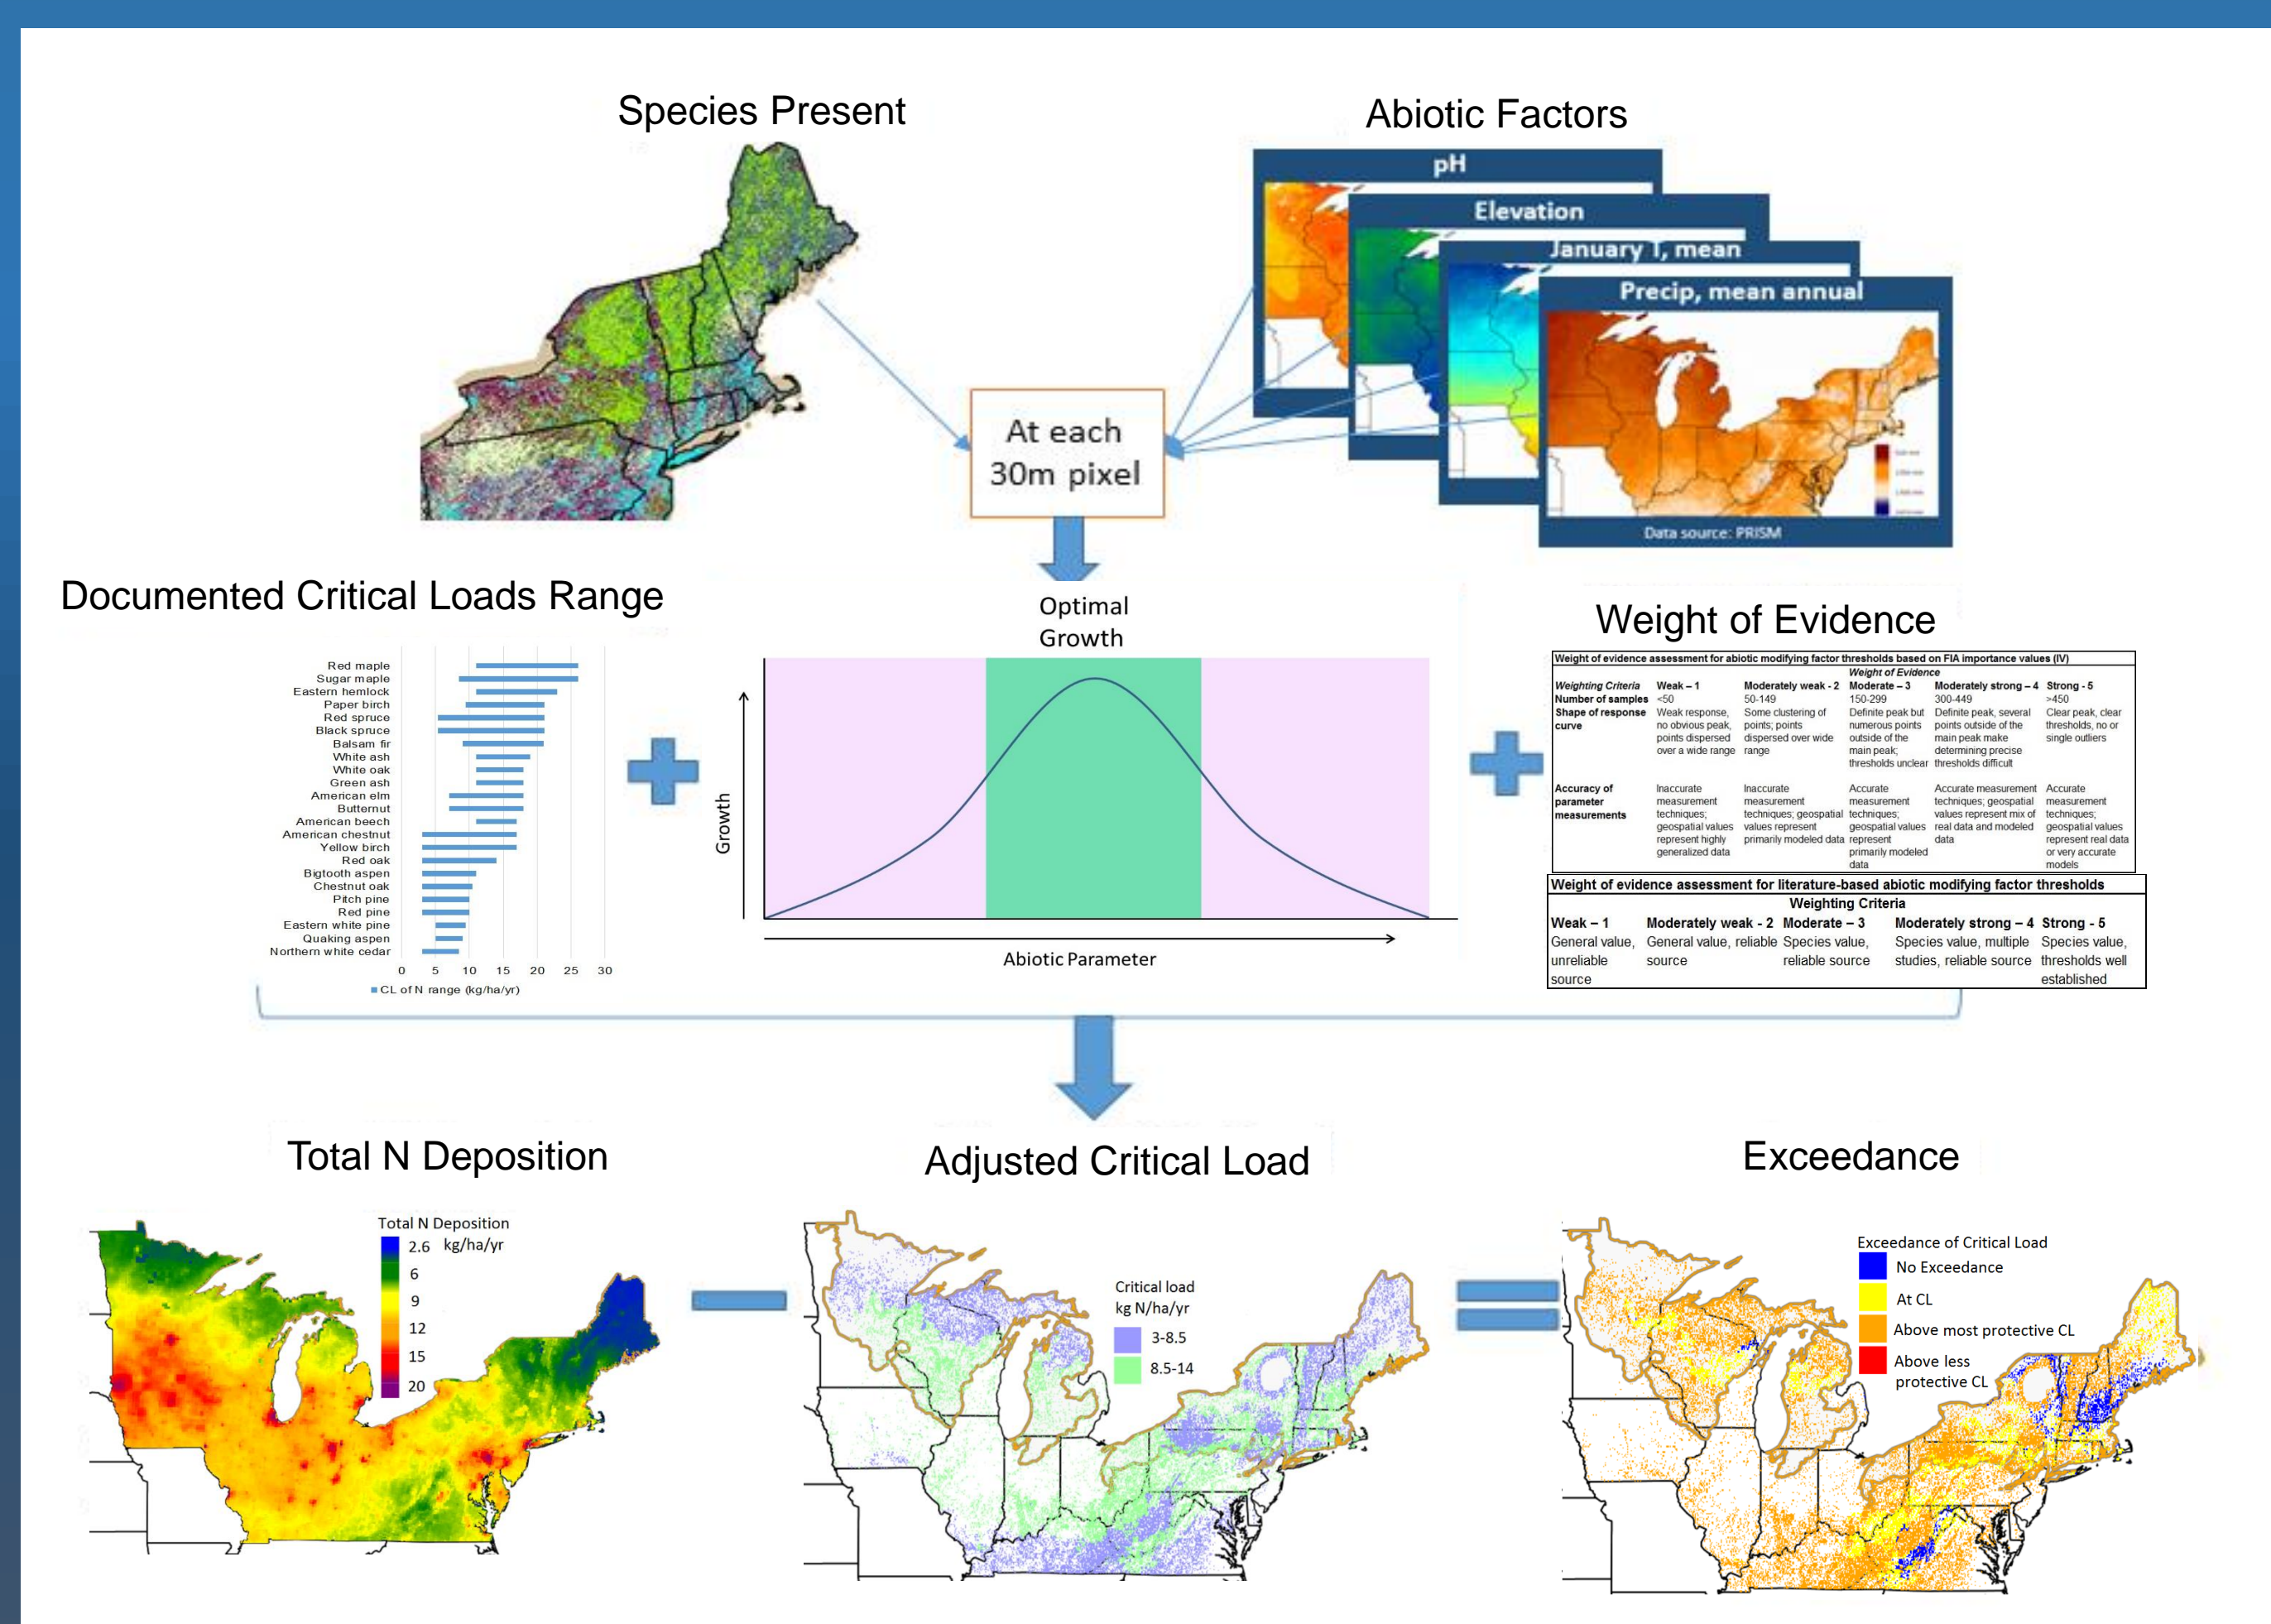 Species Present
Abiotic Factors
pH
Elevation
January T, mean
Precip, mean annual
Data source: PRISM
At each
30m pixel
Documented Critical Loads Range
Red maple
Sugar maple
Eastern hemlock
Paper birch
Red spruce
Black spruce
Balsam fir
White ash
White oak
Green ash
American elm
Butternut
American beech
American chestnut
Yellow birch
Red oak
Bigtooth aspen
Chestnut oak
Pitch pine
Red pine
Eastern white pine
Quaking aspen
Northern white cedar
0 5 10 15 20 25 30
CL of N range (kg/ha/yr)
Optimal
Growth
Growth
Abiotic Parameter
Weight of Evidence
Weight of evidence assessment for abiotic modifying factor thresholds based on FIA importance values (IV)
Weight of Evidence
Weighting Criteria Weak – 1 Moderately weak - 2 Moderate – 3 Moderately strong – 4 Strong - 5
Number of samples <50 50-149 150-299 300-449 >450
Shape of response Weak response, Some clustering of Definite peak but Definite peak, several Clear peak, clear
curve no obvious peak, points; points numerous points points outside of the thresholds, no or
points dispersed dispersed over wide outside of the main peak make single outliers
over a wide range range main peak; determining precise
thresholds unclear thresholds difficult
Accuracy of Inaccurate Inaccurate Accurate Accurate measurement Accurate
parameter measurement measurement measurement techniques; geospatial measurement
measurements techniques; techniques; geospatial techniques; values represent mix of techniques;
geospatial values values represent geospatial values real data and modeled geospatial values
represent highly primarily modeled data represent data represent real data
generalized data primarily modeled or very accurate
data models
Weight of evidence assessment for literature-based abiotic modifying factor thresholds
Weighting Criteria
Weak – 1 Moderately weak - 2 Moderate – 3 Moderately strong – 4 Strong - 5
General value, General value, reliable Species value, Species value, multiple Species value,
unreliable source reliable source studies, reliable source thresholds well
source established
Total N Deposition
Total N Deposition
2.6 kg/ha/yr
6
9
12
15
20
Adjusted Critical Load
Critical load
kg N/ha/yr
3-8.5
8.5-14
Exceedance
Exceedance of Critical Load
No Exceedance
At CL
Above most protective CL
Above less
protective CL